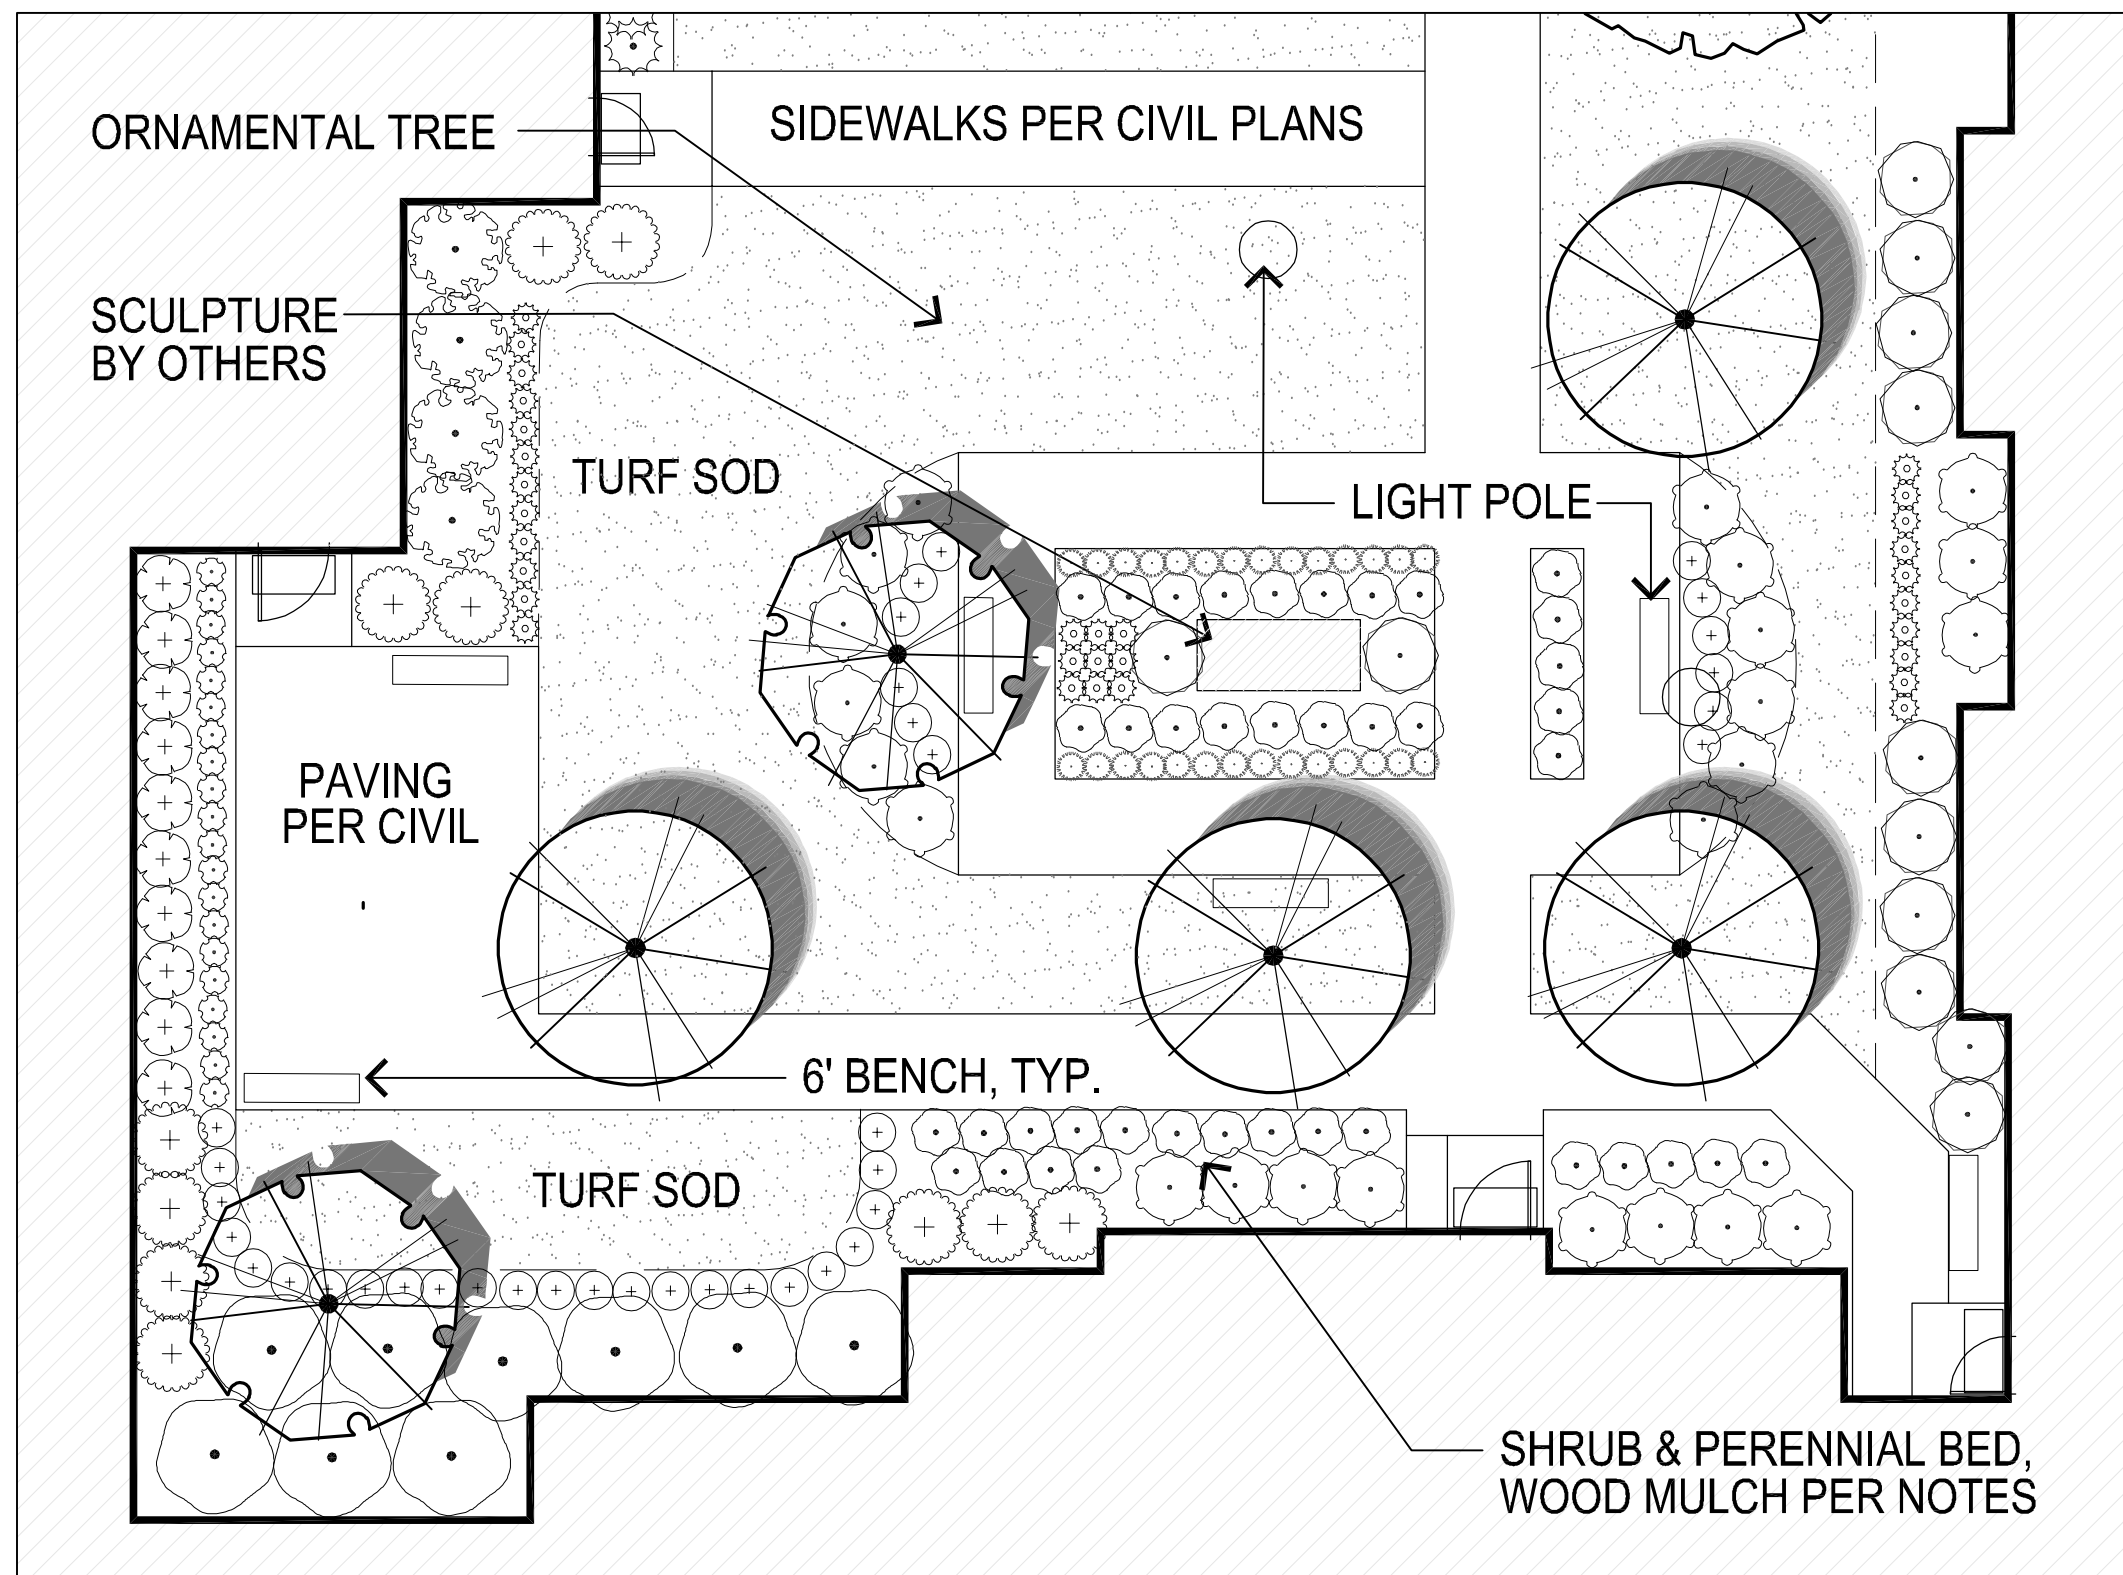 ORNAMENTAL TREE
SIDEWALKS PER CIVIL PLANS
SCULPTURE
BY OTHERS
TURF SOD
LIGHT POLE
PAVING
PER CIVIL
6' BENCH, TYP.
TURF SOD
SHRUB & PERENNIAL BED,
WOOD MULCH PER NOTES